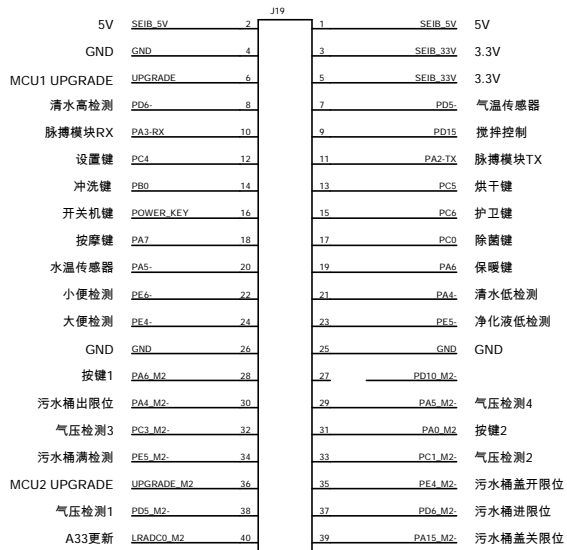 J19
5V SEIB_5V 2 1 SEIB_5V 5V
GND GND 4 3 SEIB_33V 3.3V
MCU1 UPGRADE UPGRADE 6 5 SEIB_33V 3.3V
清水高检测 PD6- 8 7 PD5- 气温传感器
脉搏模块RX PA3-RX 10 9 PD15 搅拌控制
设置键 PC4 12 11 PA2-TX 脉搏模块TX
冲洗键 PB0 14 13 PC5 烘干键
开关机键 POWER_KEY 16 15 PC6 护卫键
按摩键 PA7 18 17 PC0 除菌键
水温传感器 PA5- 20 19 PA6 保暖键
小便检测 PE6- 22 21 PA4- 清水低检测
大便检测 PE4- 24 23 PE5- 净化液低检测
GND GND 26 25 GND GND
按键1 PA6_M2 28 27 PD10_M2-
污水桶出限位 PA4_M2- 30 29 PA5_M2- 气压检测4
气压检测3 PC3_M2- 32 31 PA0_M2 按键2
污水桶满检测 PE5_M2- 34 33 PC1_M2- 气压检测2
MCU2 UPGRADE UPGRADE_M2 36 35 PE4_M2- 污水桶盖开限位
气压检测1 PD5_M2- 38 37 PD6_M2- 污水桶进限位
A33更新 LRADC0_M2 40 39 PA15_M2- 污水桶盖关限位